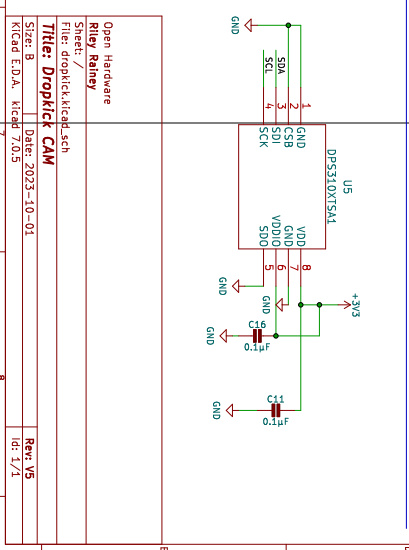 GND
SCL
SDA
4
3
2
1
SCK
SDI
CSB
GND
U5
DPS310XTSA1
SDO
VDDIO
GND
VDD
5
6
7
8
+3V3
GND
GND
C16
0.1µF
GND
C11
0.1µF
GND
Open Hardware
Riley Rainey
Sheet: /
File: dropkick.kicad_sch
Title: Dropkick CAM
Size: B
Date: 2023-10-01
Rev: V5
KiCad E.D.A. kicad 7.0.5
Id: 1/1